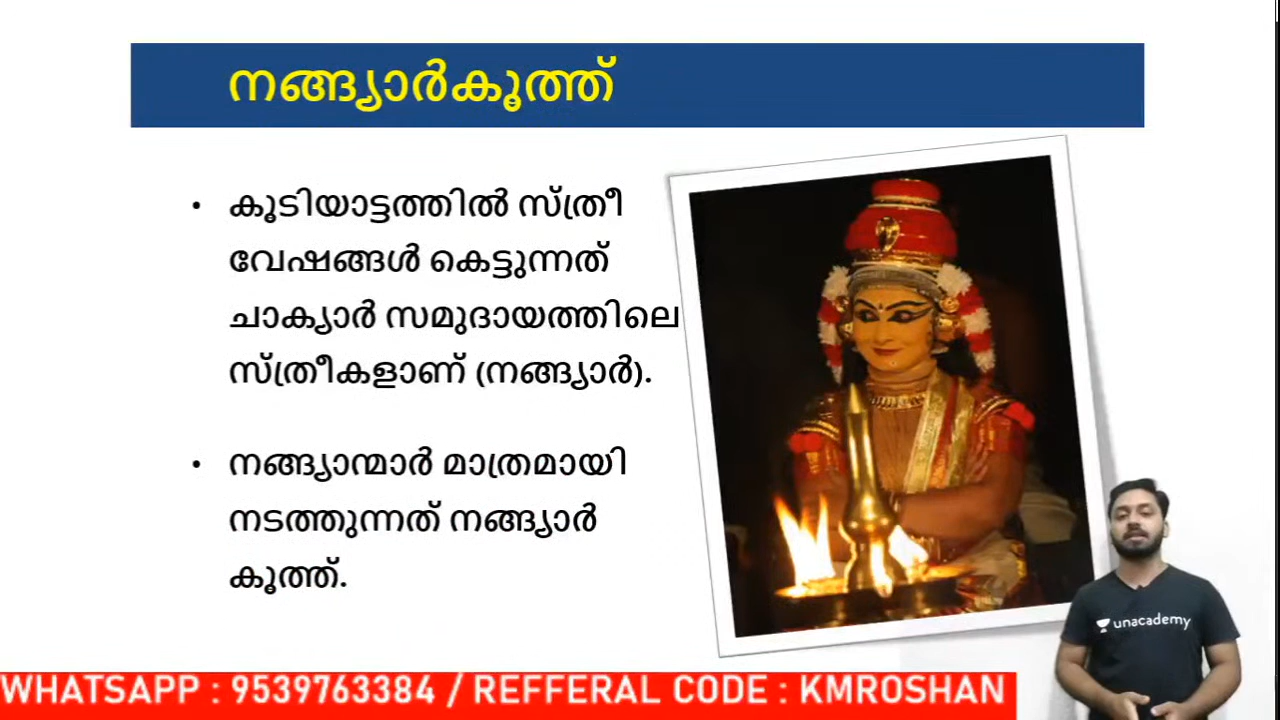 നങ്ങ്യാർകൂത്ത്
• കൂടിയാട്ടത്തിൽ സ്ത്രീ
വേഷങ്ങൾ കെട്ടുന്നത്
ചാക്യാർ സമുദായത്തിലെ
സ്ത്രീകളാണ് (നങ്ങ്യാർ).
• നങ്ങ്യാന്മാർ മാത്രമായി
നടത്തുന്നത് നങ്ങ്യാർ
കൂത്ത്.
unacademy
WHATSAPP : 9539763384 / REFFERAL CODE : KMROSHAN